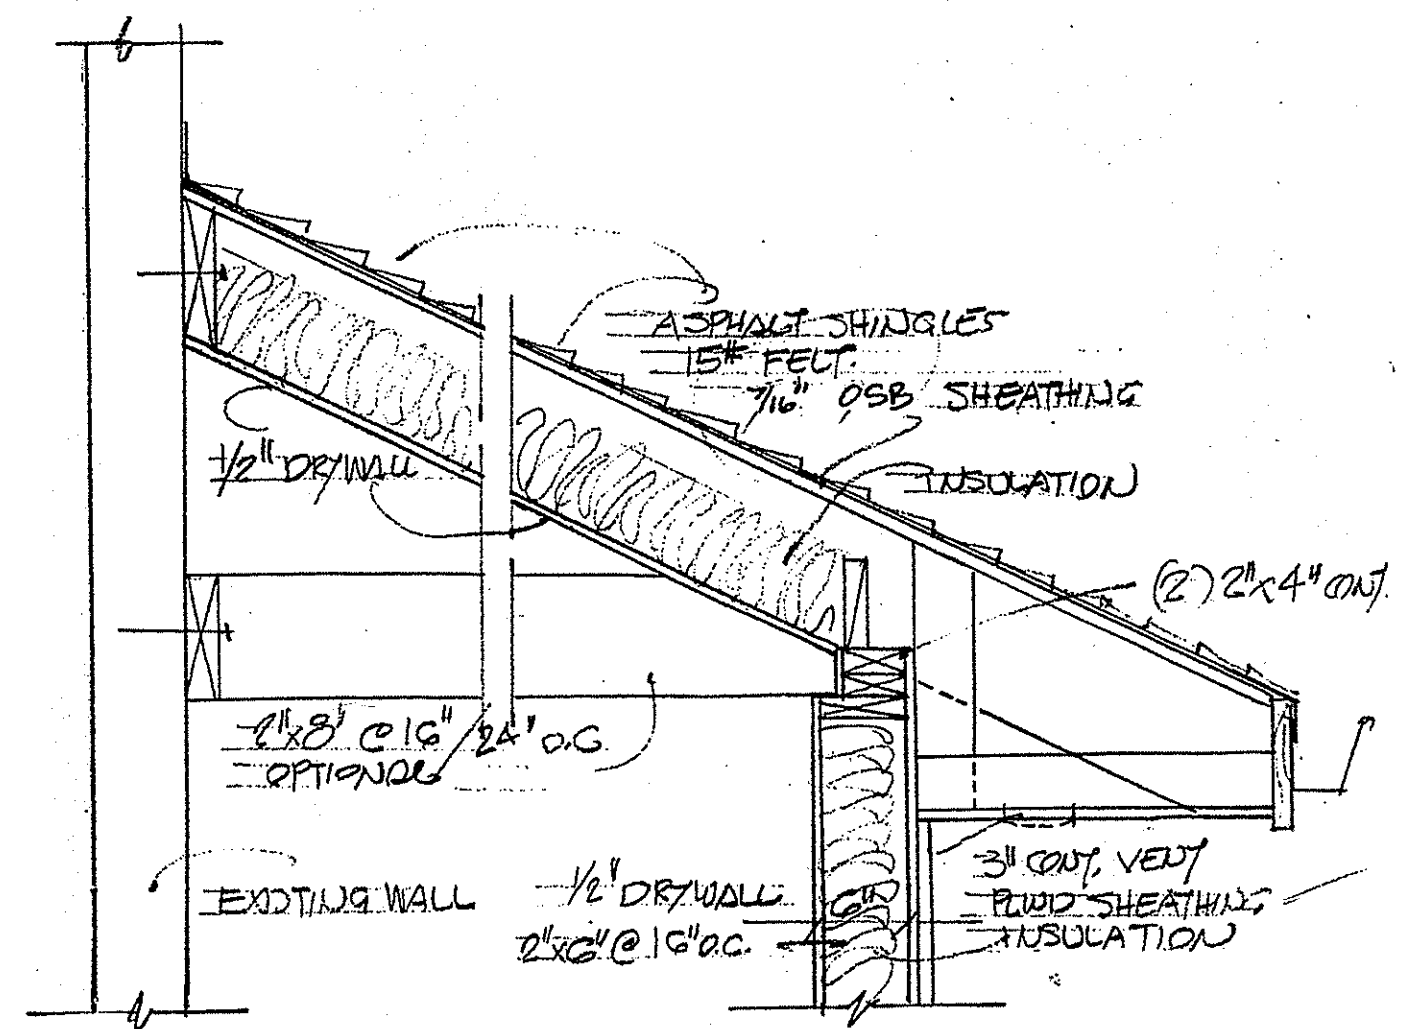 ASPHALT SHINGLES
15# FELT.
7/16" OSB SHEATHING
INSULATION
1/2" DRYWALL
(2) 2"x4" CONT.
2"x8" @ 16" 24" O.C.
OPTIONAL
EXISTING WALL
1/2" DRYWALL
2"x6" @ 16" O.C.
6"
3" CONT. VENT
PLWD SHEATHING
INSULATION